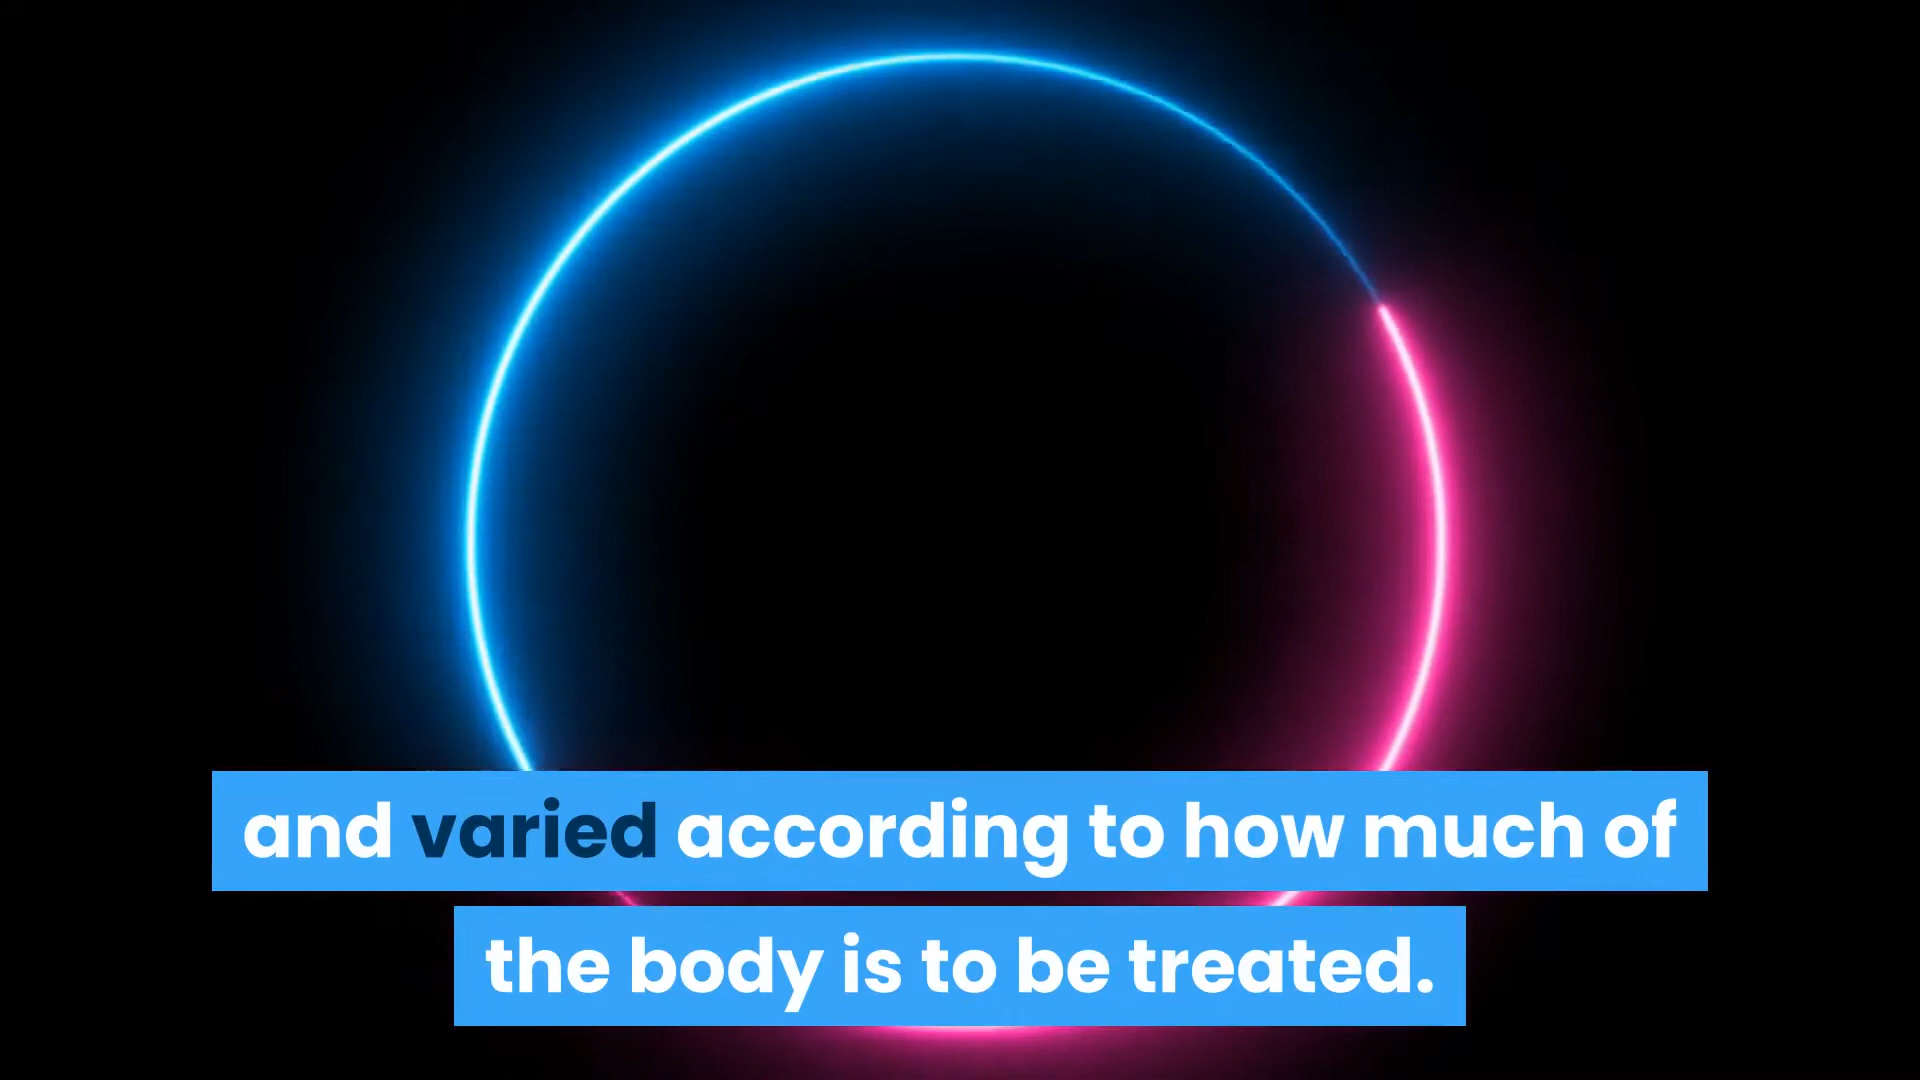 and varied according to how much of
the body is to be treated.